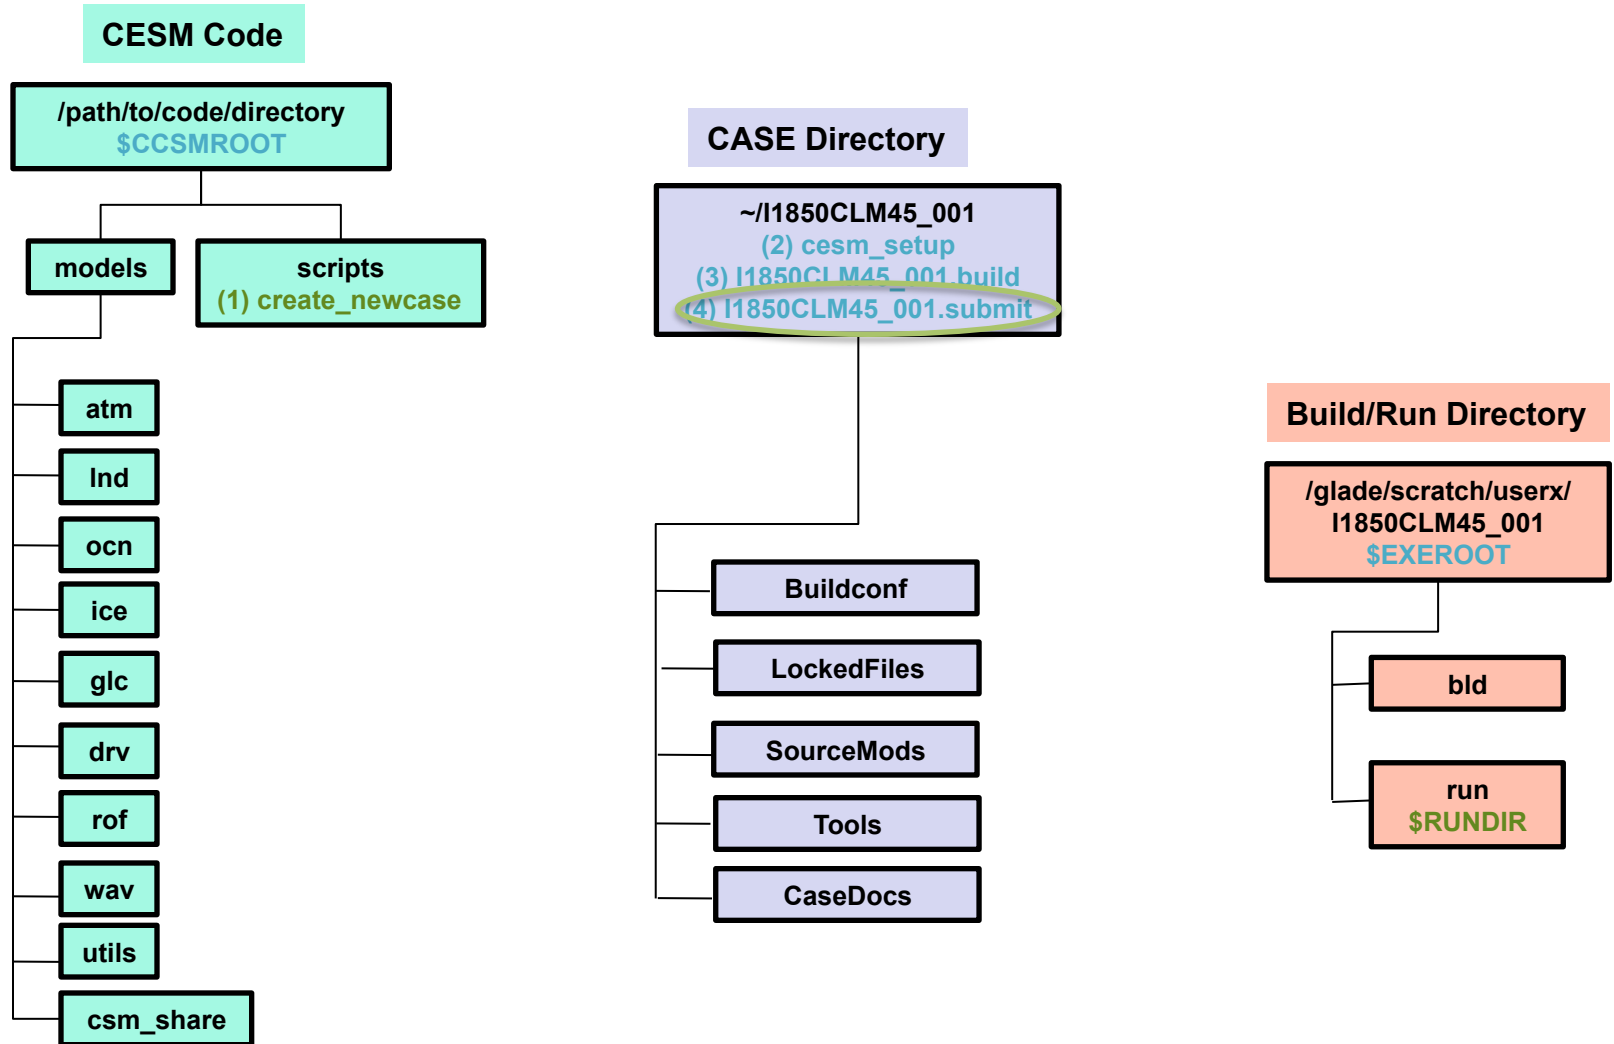 CESM Code
/path/to/code/directory
$CCSMROOT
models
scripts
(1) create_newcase
atm
lnd
ocn
ice
glc
drv
rof
wav
utils
csm_share
CASE Directory
~/I1850CLM45_001
(2) cesm_setup
(3) I1850CLM45_001.build
(4) I1850CLM45_001.submit
Buildconf
LockedFiles
SourceMods
Tools
CaseDocs
Build/Run Directory
/glade/scratch/userx/
I1850CLM45_001
$EXEROOT
bld
run
$RUNDIR